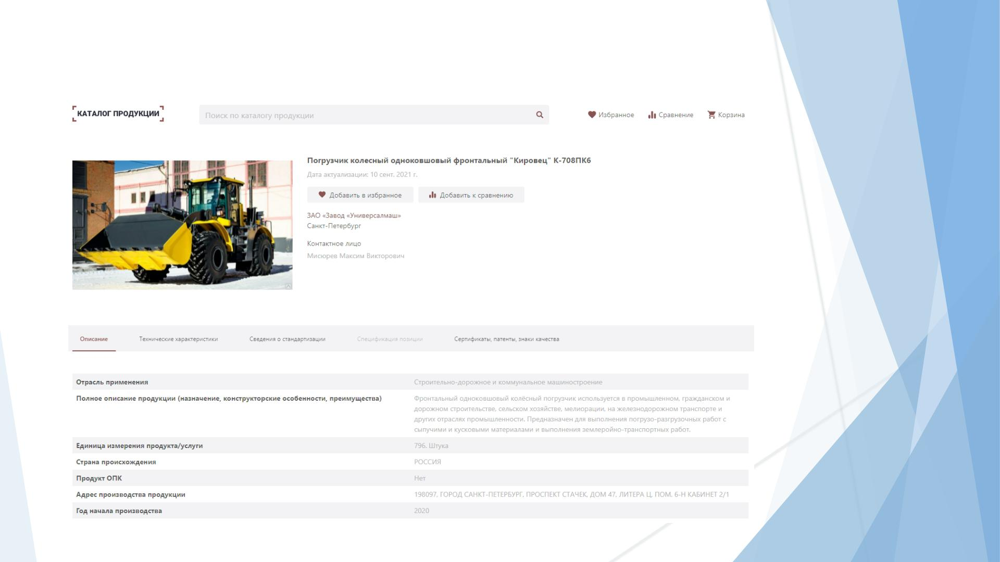 КАТАЛОГ ПРОДУКЦИИ
Поиск по каталогу продукции
Избранное
Сравнение
Корзина
Погрузчик колесный одноковшовый фронтальный "Кировец" К-708ПК6
Дата актуализации: 10 сент. 2021 г.
Добавить в избранное
Добавить к сравнению
ЗАО «Завод «Универсалмаш»
Санкт-Петербург
Контактное лицо
Мисюрев Максим Викторович
Описание
Технические характеристики
Сведения о стандартизации
Спецификация позиции
Сертификаты, патенты, знаки качества
Отрасль применения
Строительно-дорожное и коммунальное машиностроение
Полное описание продукции (назначение, конструкторские особенности, преимущества)
Фронтальный одноковшовый колёсный погрузчик используется в промышленном, гражданском и
дорожном строительстве, сельском хозяйстве, мелиорации, на железнодорожном транспорте и
других отраслях промышленности. Предназначен для выполнения погрузо-разгрузочных работ с
сыпучими и кусковыми материалами и выполнения землеройно-транспортных работ.
Единица измерения продукта/услуги
796. Штука
Страна происхождения
РОССИЯ
Продукт ОПК
Нет
Адрес производства продукции
198097, ГОРОД САНКТ-ПЕТЕРБУРГ, ПРОСПЕКТ СТАЧЕК, ДОМ 47, ЛИТЕРА Ц, ПОМ. 6-Н КАБИНЕТ 2/1
Год начала производства
2020